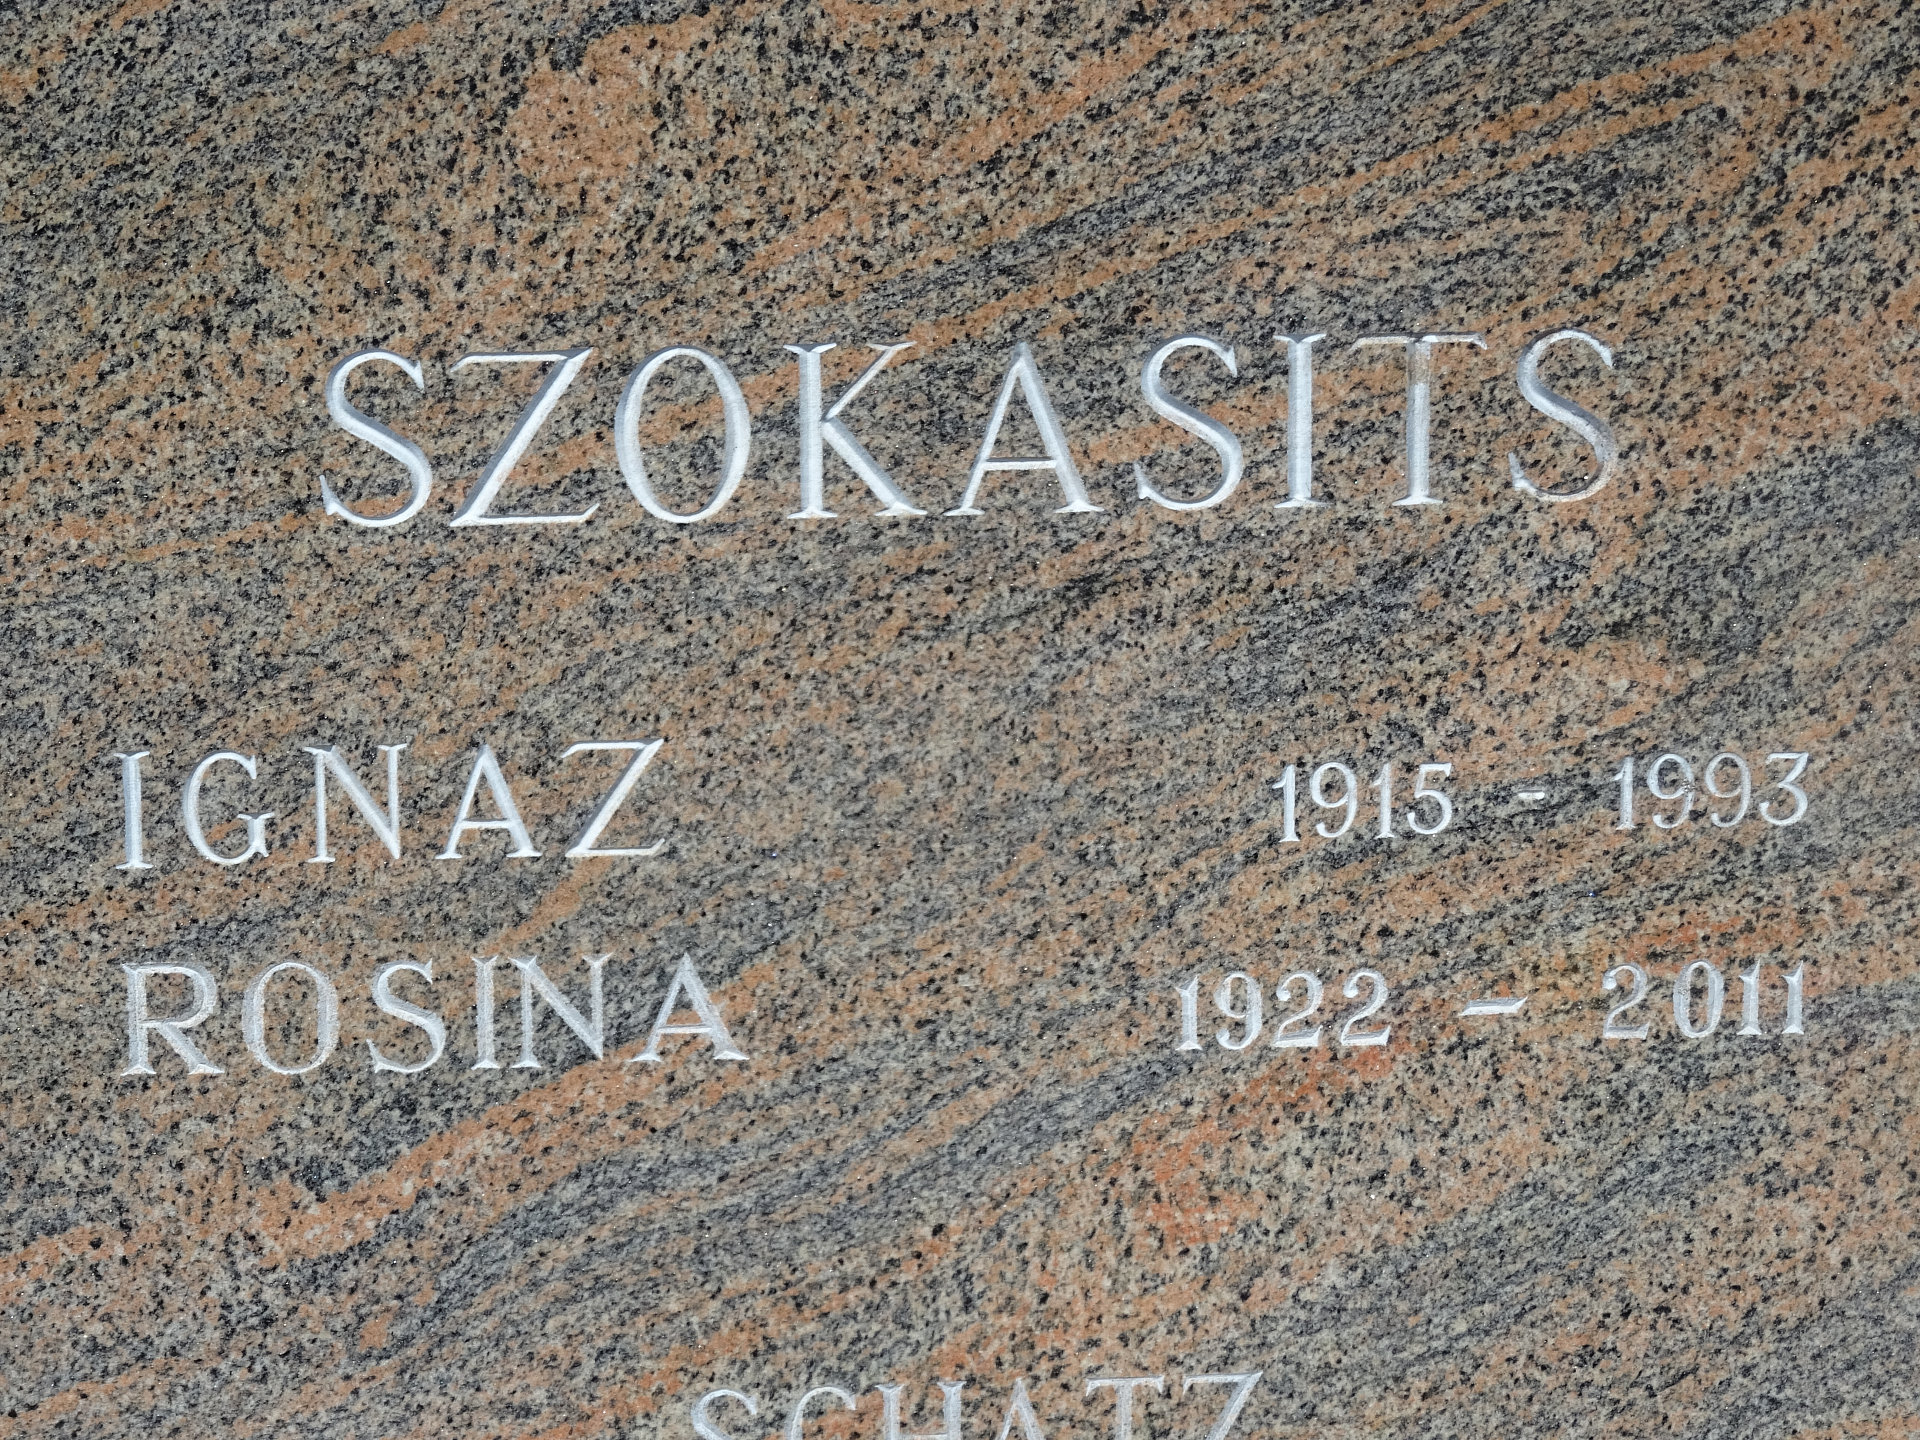 SZOKASITS
IGNAZ 1915 - 1993
ROSINA 1922 - 2011
SCHATZ